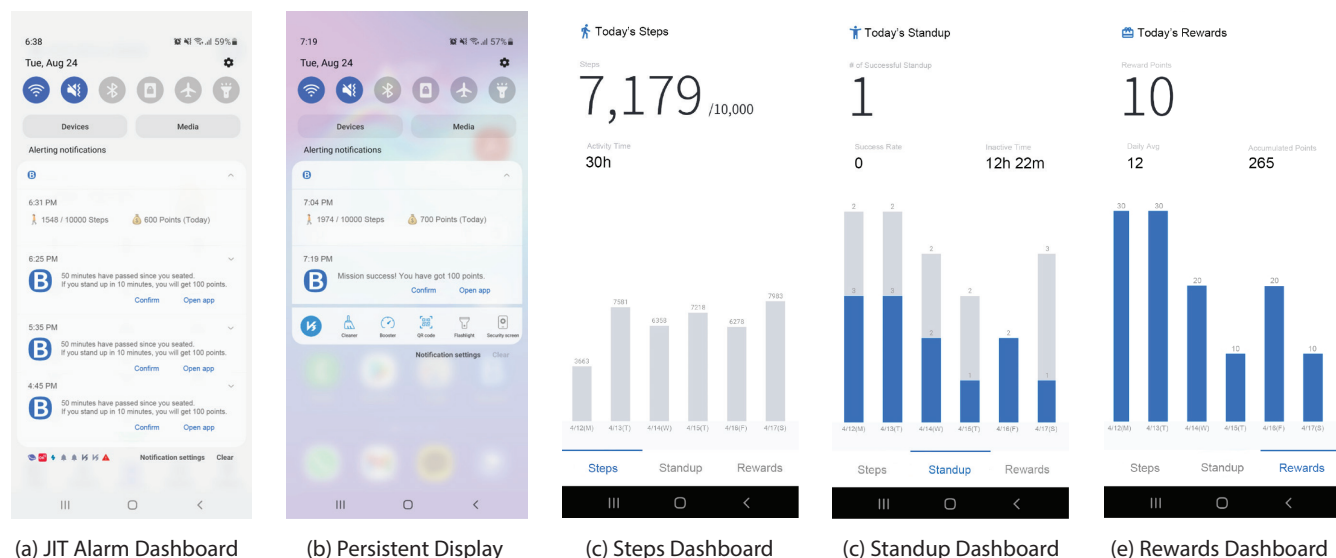 6:38
59%
Tue, Aug 24
Devices
Media
Alerting notifications
B
6:31 PM
1548 / 10000 Steps
600 Points (Today)
6:25 PM
B
50 minutes have passed since you seated.
If you stand up in 10 minutes, you will get 100 points.
Confirm
Open app
5:35 PM
B
50 minutes have passed since you seated.
If you stand up in 10 minutes, you will get 100 points.
Confirm
Open app
4:45 PM
B
50 minutes have passed since you seated.
If you stand up in 10 minutes, you will get 100 points.
Confirm
Open app
Notification settings
Clear
(a) JIT Alarm Dashboard
7:19
57%
Tue, Aug 24
Devices
Media
Alerting notifications
B
7:04 PM
1974 / 10000 Steps
700 Points (Today)
7:19 PM
B
Mission success! You have got 100 points.
Confirm
Open app
Cleaner
Booster
QR code
Flashlight
Security screen
Notification settings
Clear
(b) Persistent Display
Today's Steps
Steps
7,179 /10,000
Activity Time
30h
3663
7581
6358
7218
6278
7983
4/12(M)
4/13(T)
4/14(W)
4/15(T)
4/16(F)
4/17(S)
Steps
Standup
Rewards
(c) Steps Dashboard
Today's Standup
# of Successful Standup
1
Success Rate
Inactive Time
0
12h 22m
2
2
2
2
3
3
3
2
1
2
1
4/12(M)
4/13(T)
4/14(W)
4/15(T)
4/16(F)
4/17(S)
Steps
Standup
Rewards
(c) Standup Dashboard
Today's Rewards
Reward Points
10
Daily Avg
Accumulated Points
12
265
30
30
20
10
20
10
4/12(M)
4/13(T)
4/14(W)
4/15(T)
4/16(F)
4/17(S)
Steps
Standup
Rewards
(e) Rewards Dashboard